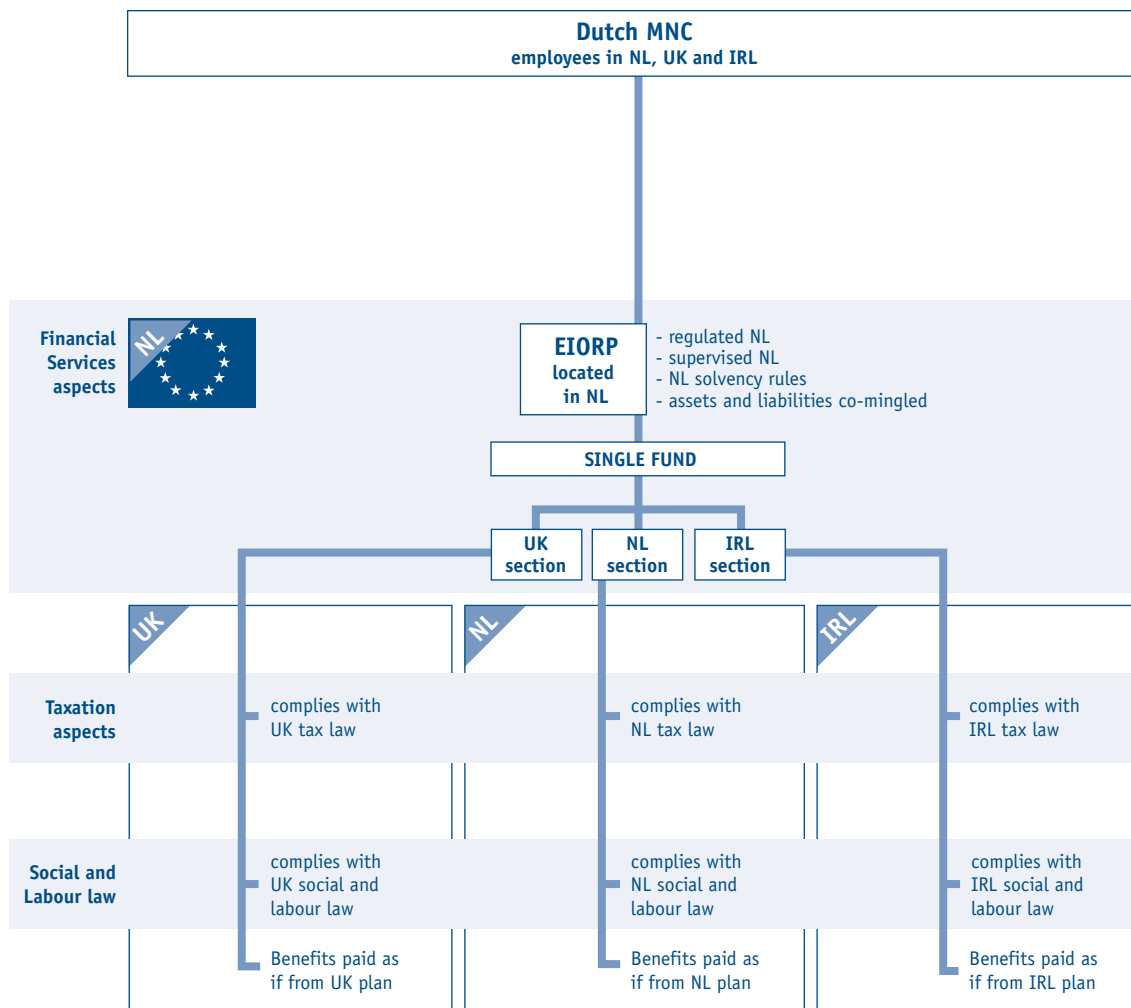 Dutch MNC
employees in NL, UK and IRL
Financial
Services
aspects
NL
EIORP
located
in NL
- regulated NL
- supervised NL
- NL solvency rules
- assets and liabilities co-mingled
SINGLE FUND
UK
section
NL
section
IRL
section
UK
NL
IRL
Taxation
aspects
complies with
UK tax law
complies with
NL tax law
complies with
IRL tax law
Social and
Labour law
complies with
UK social and
labour law
complies with
NL social and
labour law
complies with
IRL social and
labour law
Benefits paid as
if from UK plan
Benefits paid as
if from NL plan
Benefits paid as
if from IRL plan